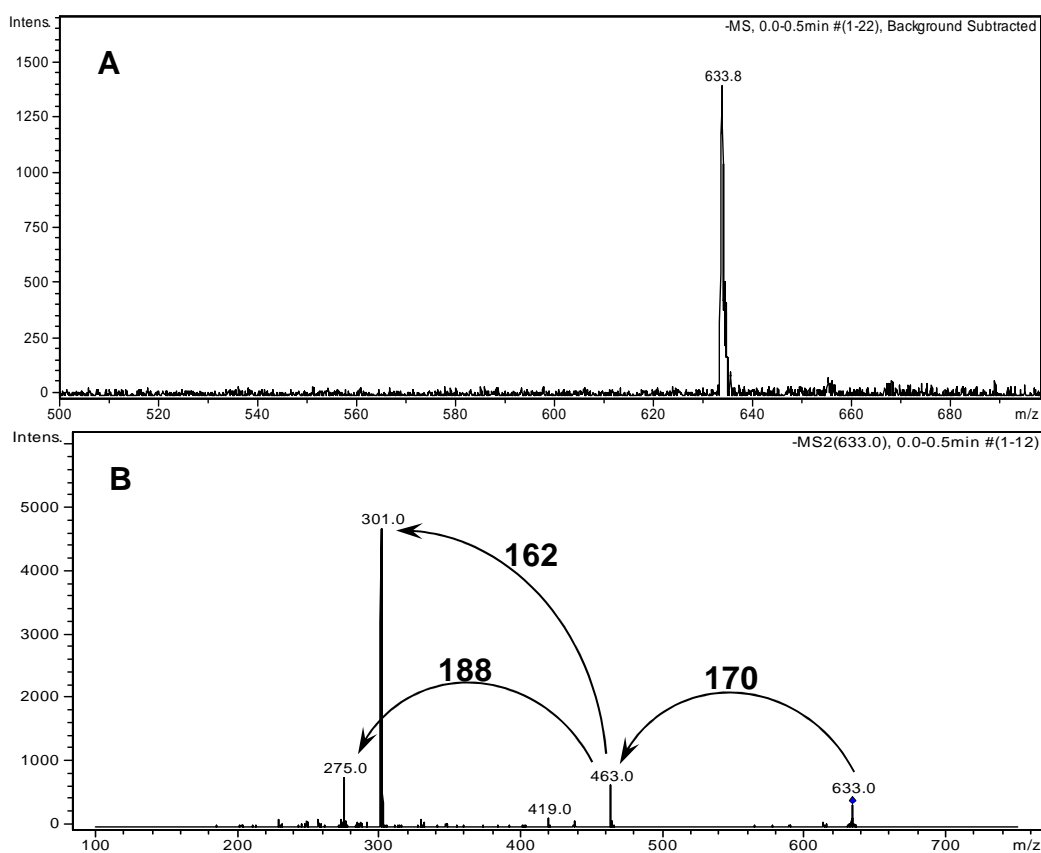 Intens.
-MS, 0.0-0.5min #(1-22), Background Subtracted
A
1500
633.8
1250
1000
750
500
250
0
500 520 540 560 580 600 620 640 660 680 m/z
Intens.
-MS2(633.0), 0.0-0.5min #(1-12)
B
5000
301.0
162
4000
3000
188
170
2000
1000
275.0
463.0
633.0
419.0
0
100 200 300 400 500 600 700 m/z